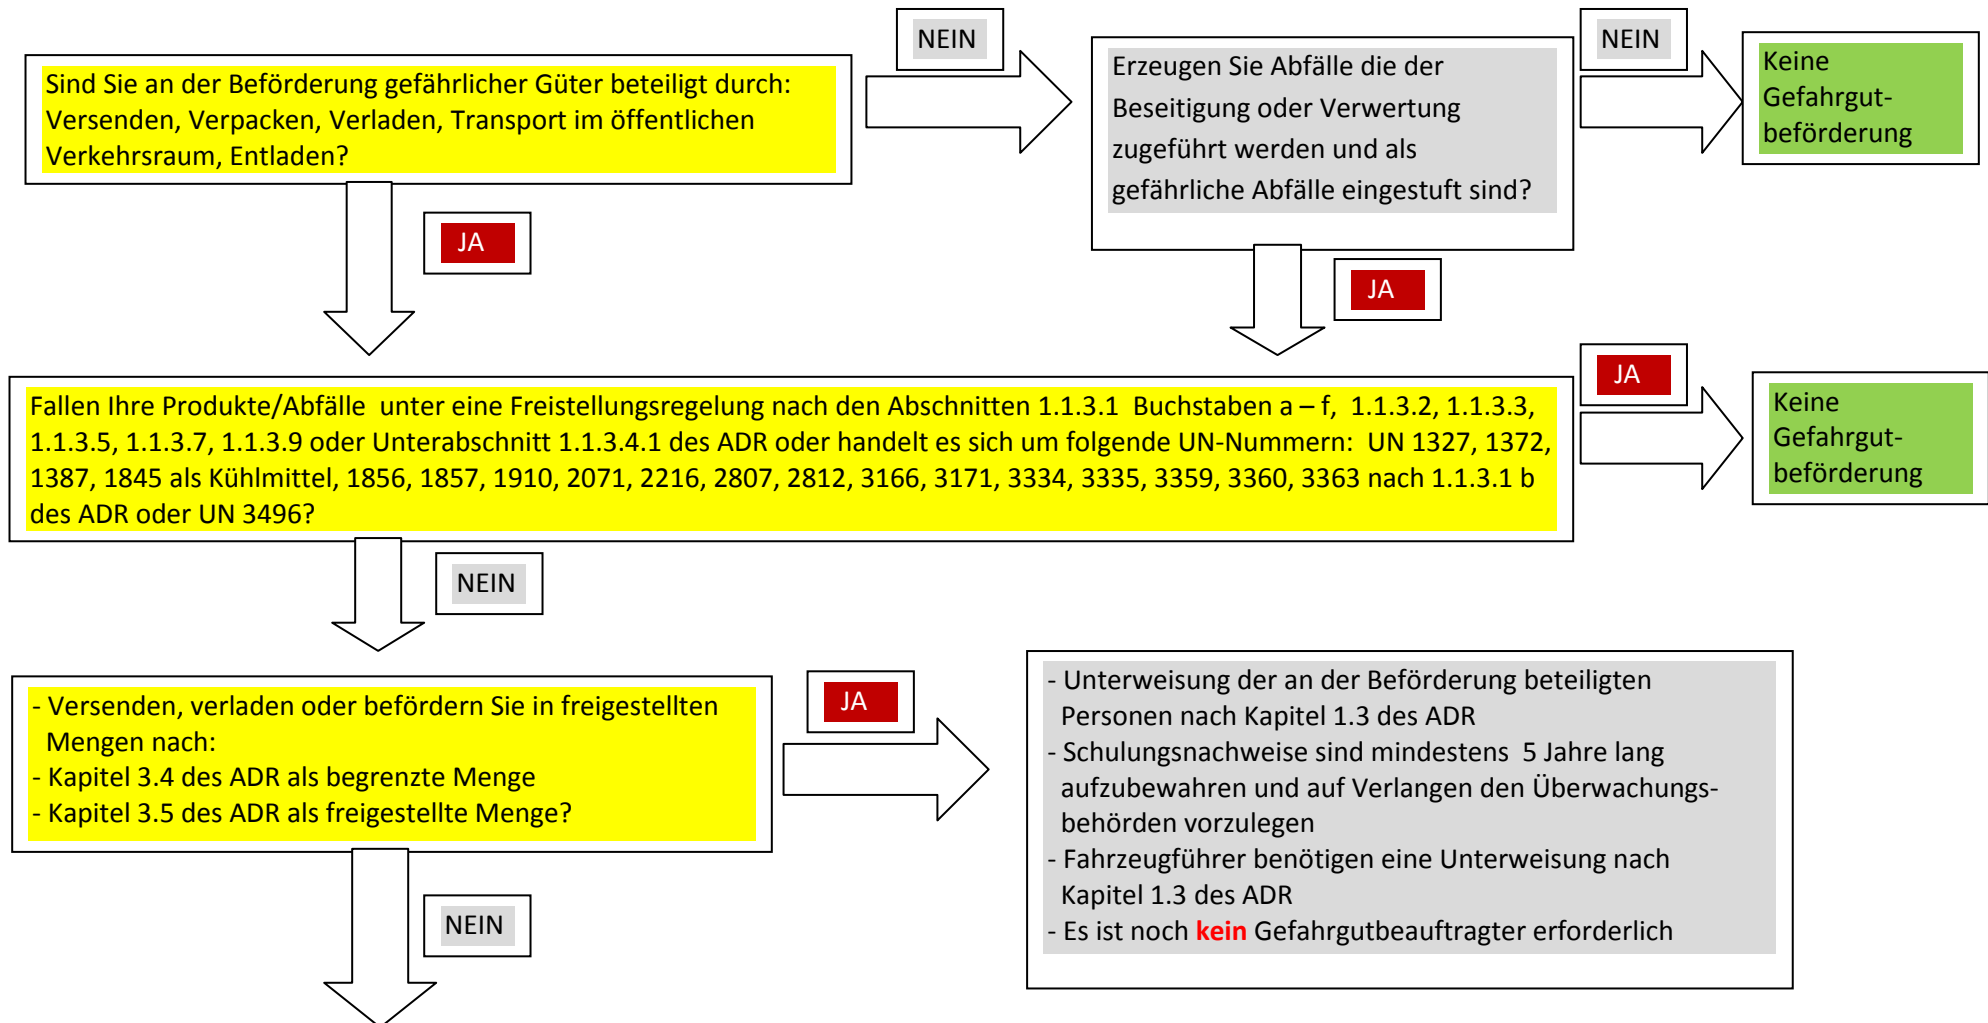 Sind Sie an der Beförderung gefährlicher Güter beteiligt durch:
Versenden, Verpacken, Verladen, Transport im öffentlichen
Verkehrsraum, Entladen?
NEIN
Erzeugen Sie Abfälle die der
Beseitigung oder Verwertung
zugeführt werden und als
gefährliche Abfälle eingestuft sind?
NEIN
Keine
Gefahrgut-
beförderung
JA
JA
Fallen Ihre Produkte/Abfälle unter eine Freistellungsregelung nach den Abschnitten 1.1.3.1 Buchstaben a – f, 1.1.3.2, 1.1.3.3,
1.1.3.5, 1.1.3.7, 1.1.3.9 oder Unterabschnitt 1.1.3.4.1 des ADR oder handelt es sich um folgende UN-Nummern: UN 1327, 1372,
1387, 1845 als Kühlmittel, 1856, 1857, 1910, 2071, 2216, 2807, 2812, 3166, 3171, 3334, 3335, 3359, 3360, 3363 nach 1.1.3.1 b
des ADR oder UN 3496?
JA
Keine
Gefahrgut-
beförderung
NEIN
- Versenden, verladen oder befördern Sie in freigestellten
Mengen nach:
- Kapitel 3.4 des ADR als begrenzte Menge
- Kapitel 3.5 des ADR als freigestellte Menge?
JA
- Unterweisung der an der Beförderung beteiligten
Personen nach Kapitel 1.3 des ADR
- Schulungsnachweise sind mindestens 5 Jahre lang
aufzubewahren und auf Verlangen den Überwachungs-
behörden vorzulegen
- Fahrzeugführer benötigen eine Unterweisung nach
Kapitel 1.3 des ADR
- Es ist noch kein Gefahrgutbeauftragter erforderlich
NEIN